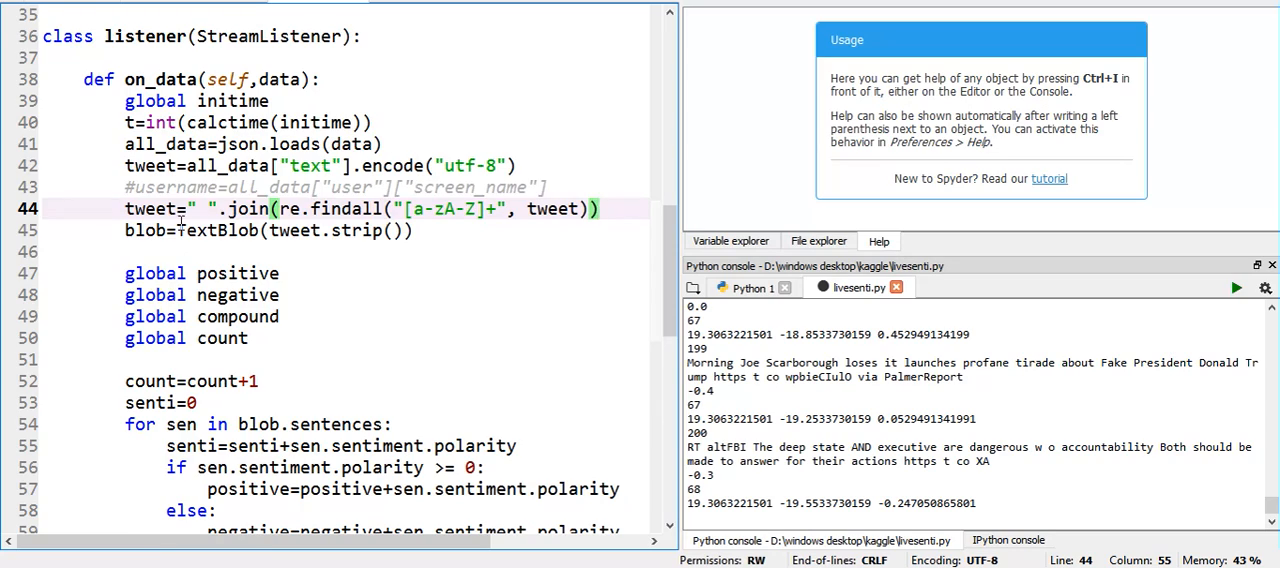 35
36 class listener(StreamListener):
37
38 def on_data(self,data):
39 global initime
40 t=int(calctime(initime))
41 all_data=json.loads(data)
42 tweet=all_data["text"].encode("utf-8")
43 #username=all_data["user"]["screen_name"]
44 tweet=" ".join(re.findall("[a-zA-Z]+", tweet))
45 blob=TextBlob(tweet.strip())
46
47 global positive
48 global negative
49 global compound
50 global count
51
52 count=count+1
53 senti=0
54 for sen in blob.sentences:
55 senti=senti+sen.sentiment.polarity
56 if sen.sentiment.polarity >= 0:
57 positive=positive+sen.sentiment.polarity
58 else:
59 negative=negative+sen.sentiment.polarity
Usage
Here you can get help of any object by pressing Ctrl+I in
front of it, either on the Editor or the Console.
Help can also be shown automatically after writing a left
parenthesis next to an object. You can activate this
behavior in Preferences > Help.
New to Spyder? Read our tutorial
Variable explorer File explorer Help
Python console - D:\windows desktop\kaggle\livesenti.py
Python 1 livesenti.py
0.0
67
19.3063221501 -18.8533730159 0.452949134199
199
Morning Joe Scarborough loses it launches profane tirade about Fake President Donald Tr
ump https t co wpbieCIulO via PalmerReport
-0.4
67
19.3063221501 -19.2533730159 0.0529491341991
200
RT altFBI The deep state AND executive are dangerous w o accountability Both should be
made to answer for their actions https t co XA
-0.3
68
19.3063221501 -19.5533730159 -0.247050865801
Python console - D:\windows desktop\kaggle\livesenti.py IPython console
Permissions: RW End-of-lines: CRLF Encoding: UTF-8 Line: 44 Column: 55 Memory: 43 %